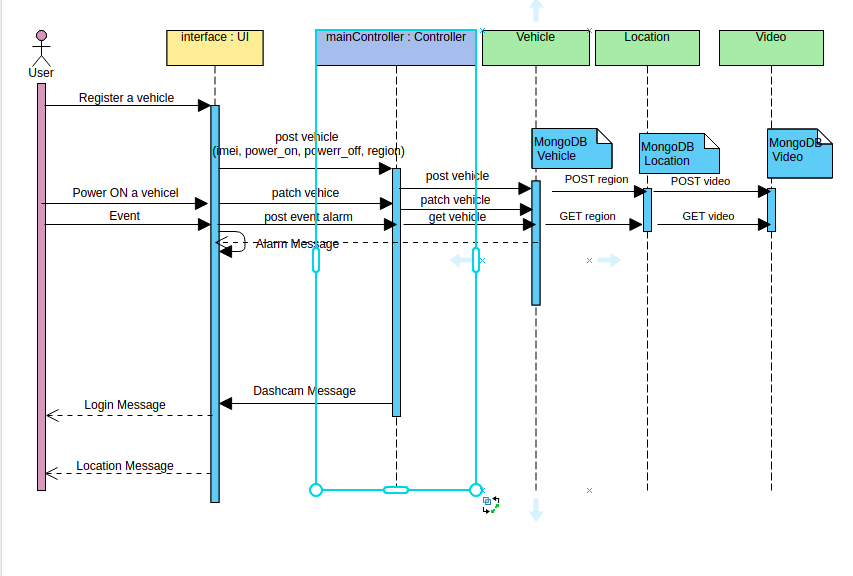 interface : UI
mainController : Controller
Vehicle
Location
Video
User
Register a vehicle
post vehicle
(imei, power_on, powerr_off, region)
MongoDB
Vehicle
MongoDB
Location
MongoDB
Video
post vehicle
POST region
POST video
Power ON a vehicel
patch vehice
patch vehicle
Event
post event alarm
get vehicle
GET region
GET video
Alarm Message
Dashcam Message
Login Message
Location Message